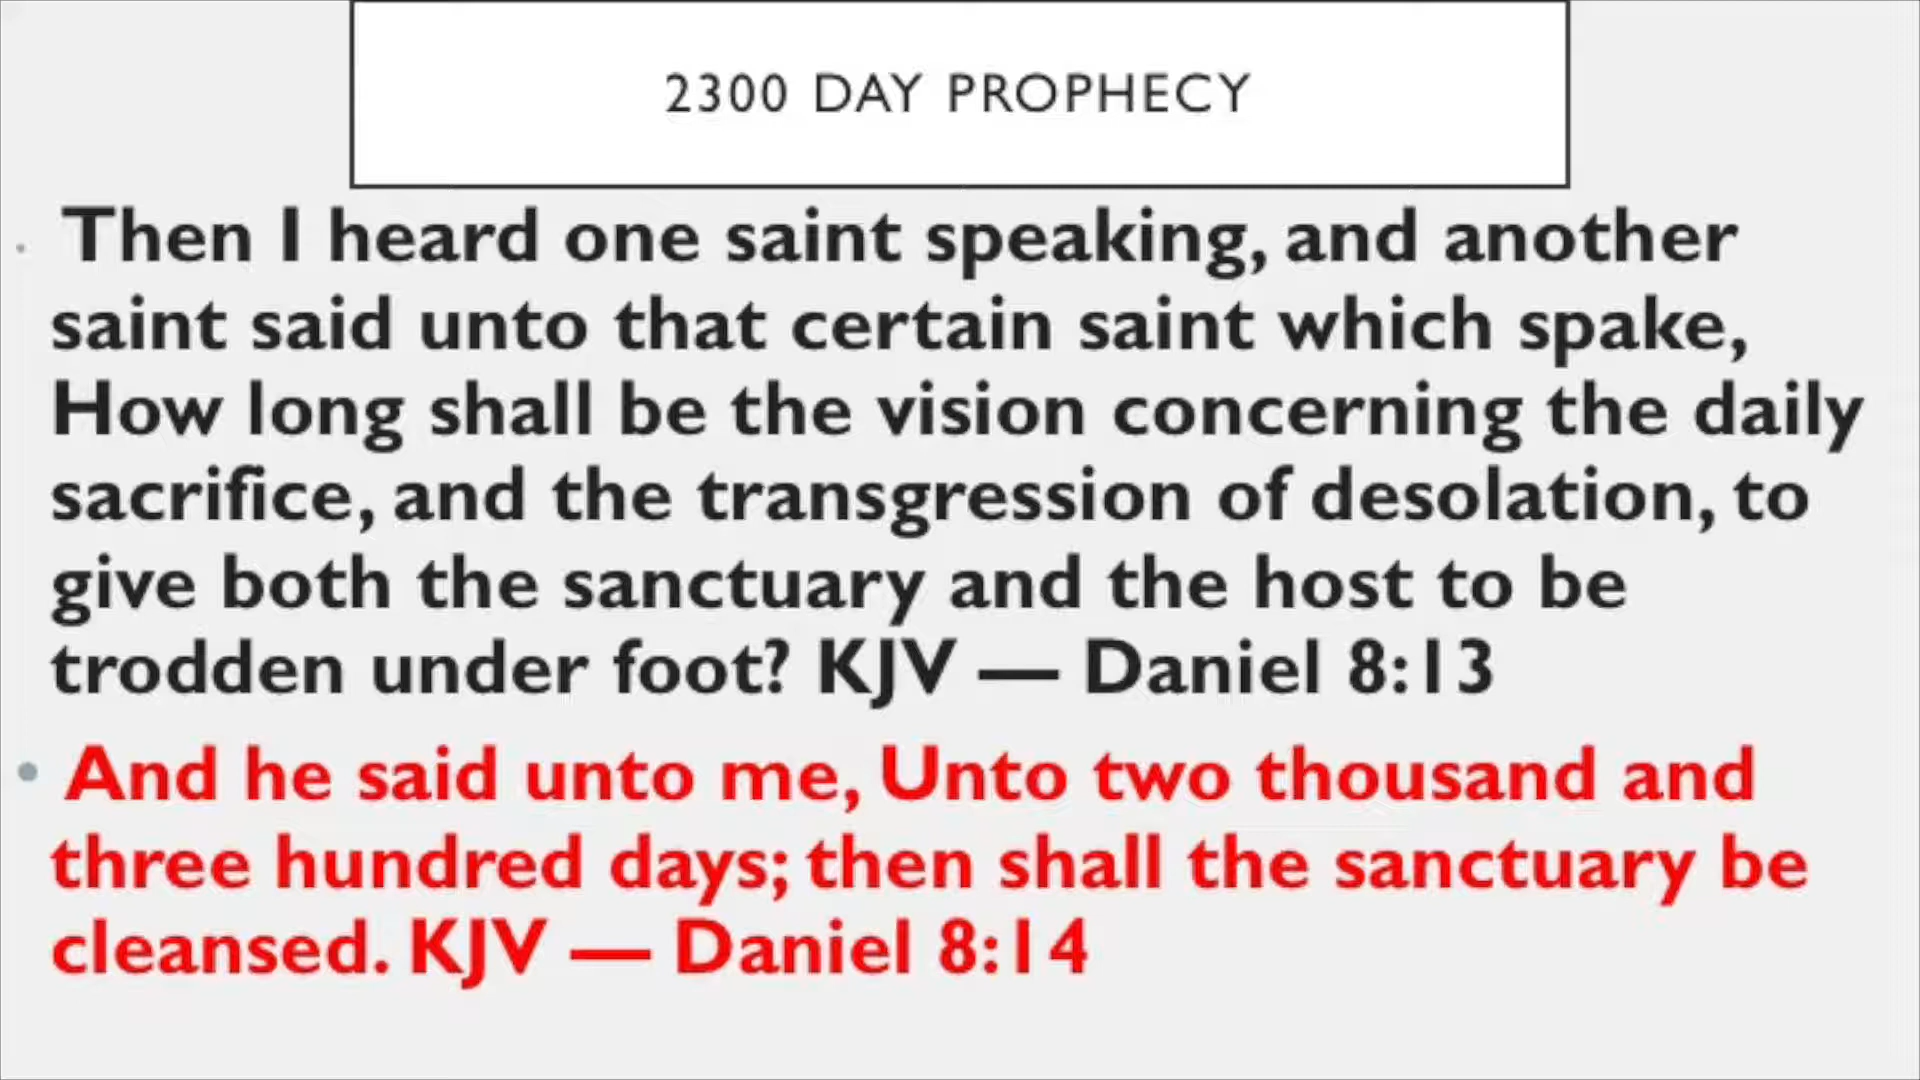 2300 DAY PROPHECY
Then I heard one saint speaking, and another
saint said unto that certain saint which spake,
How long shall be the vision concerning the daily
sacrifice, and the transgression of desolation, to
give both the sanctuary and the host to be
trodden under foot? KJV — Daniel 8:13
And he said unto me, Unto two thousand and
three hundred days; then shall the sanctuary be
cleansed. KJV — Daniel 8:14